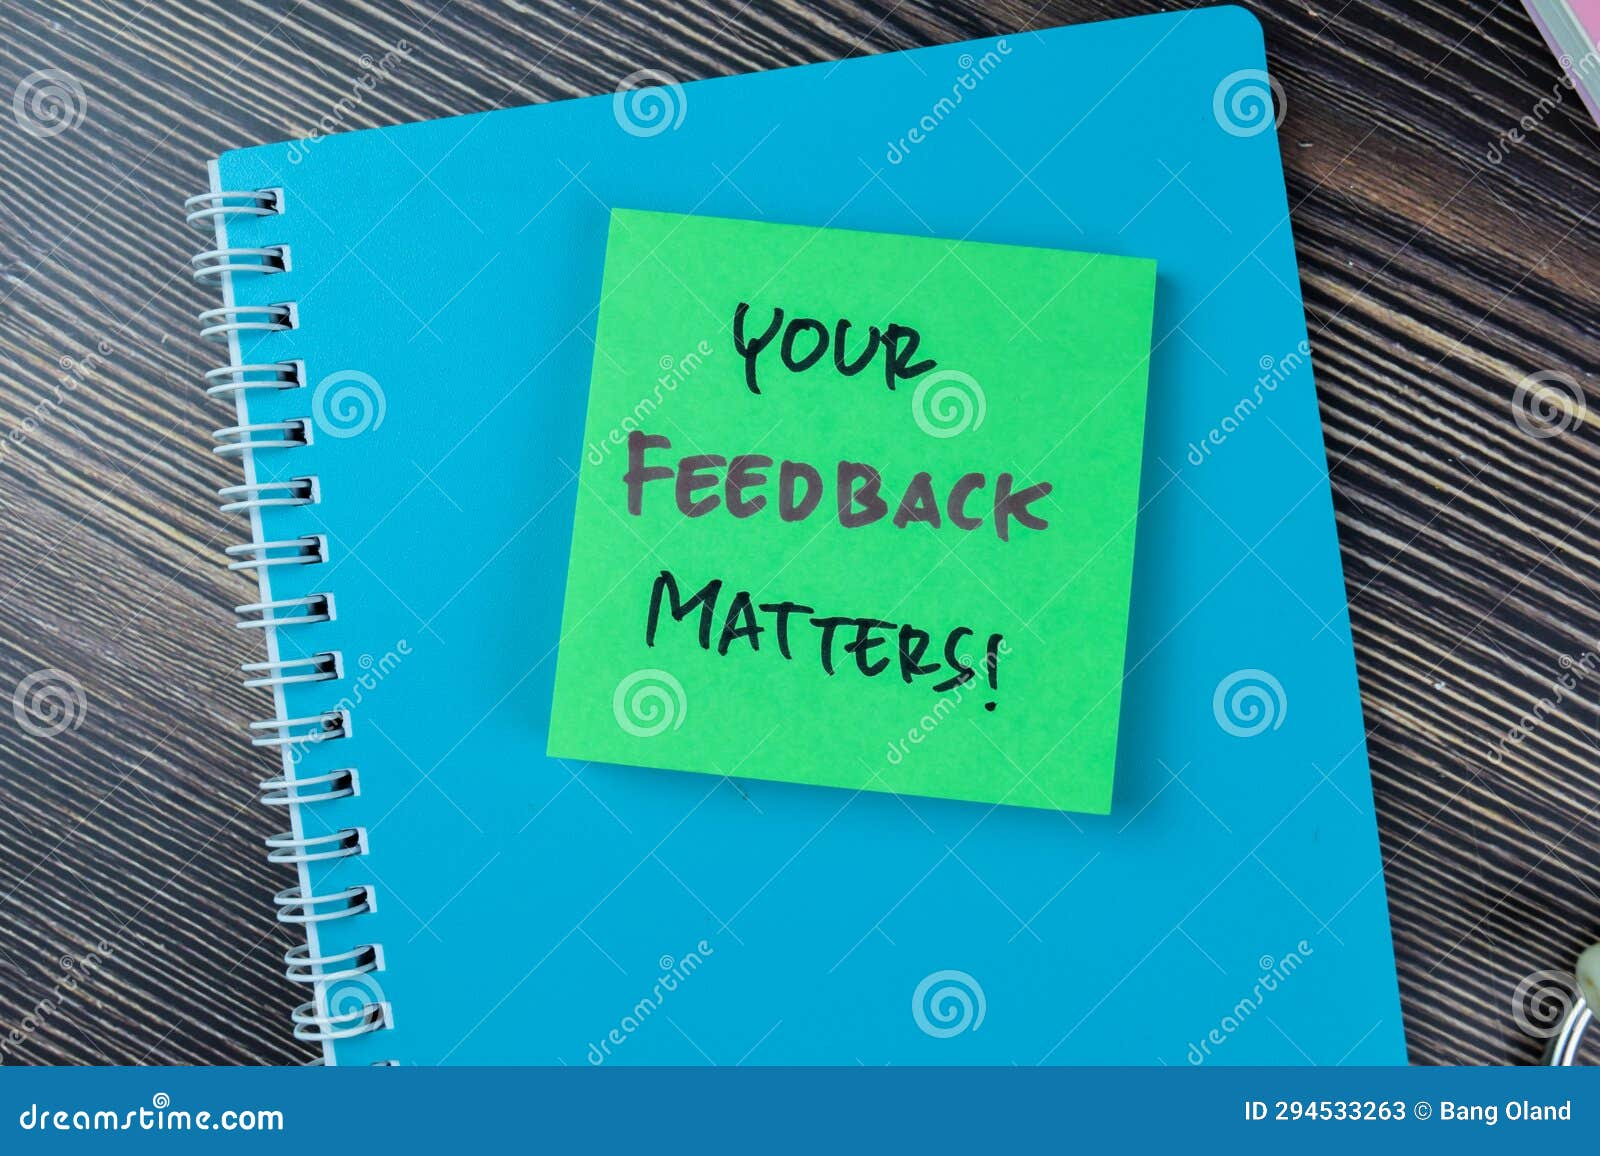 YOUR
FEEDBACK
MATTERS!
dreamstime.com
ID 294533263 © Bang Oland